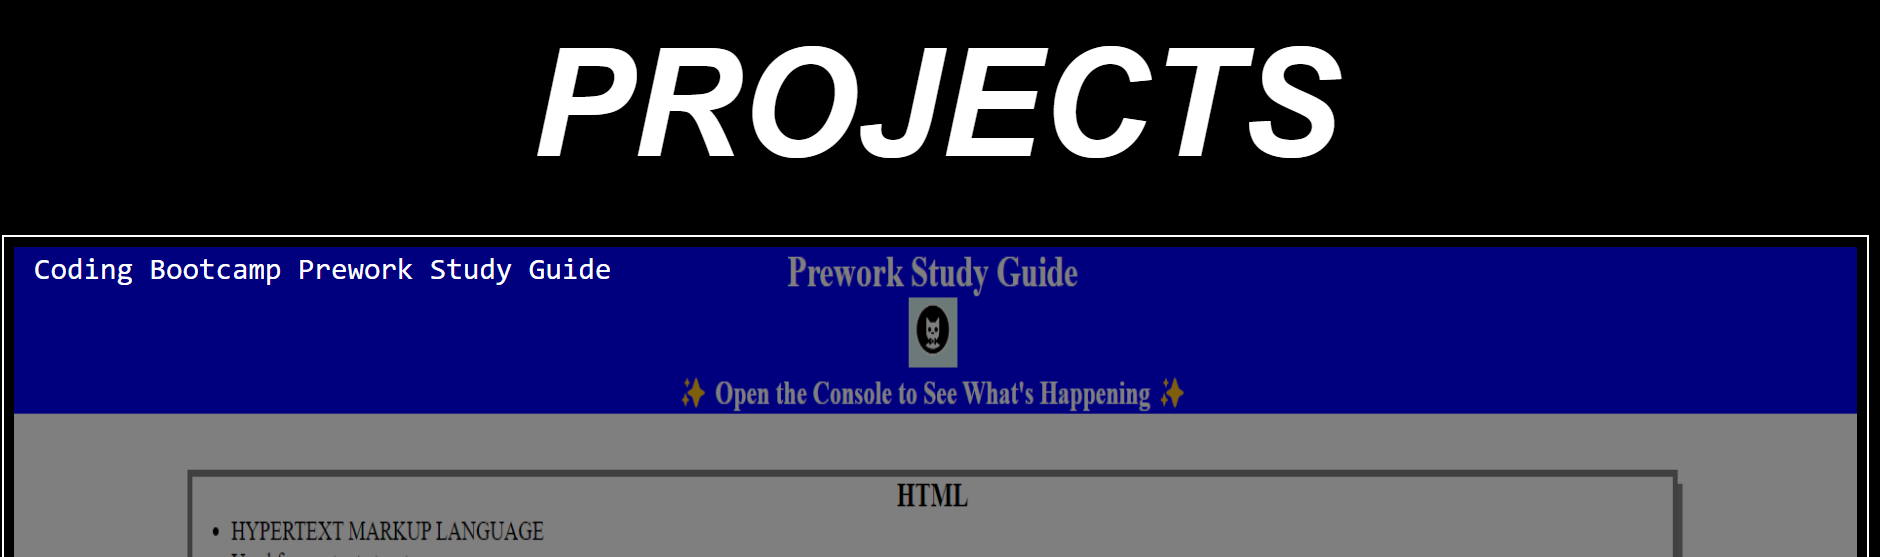 PROJECTS
Coding Bootcamp Prework Study Guide
Prework Study Guide
✨ Open the Console to See What's Happening ✨
HTML
• HYPERTEXT MARKUP LANGUAGE